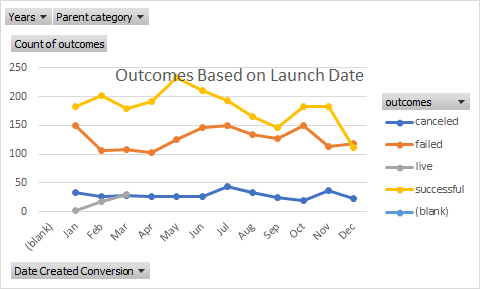 Years Parent category
Count of outcomes
Outcomes Based on Launch Date
250
200
150
100
50
0
(blank) Jan Feb Mar Apr May Jun Jul Aug Sep Oct Nov Dec
outcomes
canceled
failed
live
successful
(blank)
Date Created Conversion